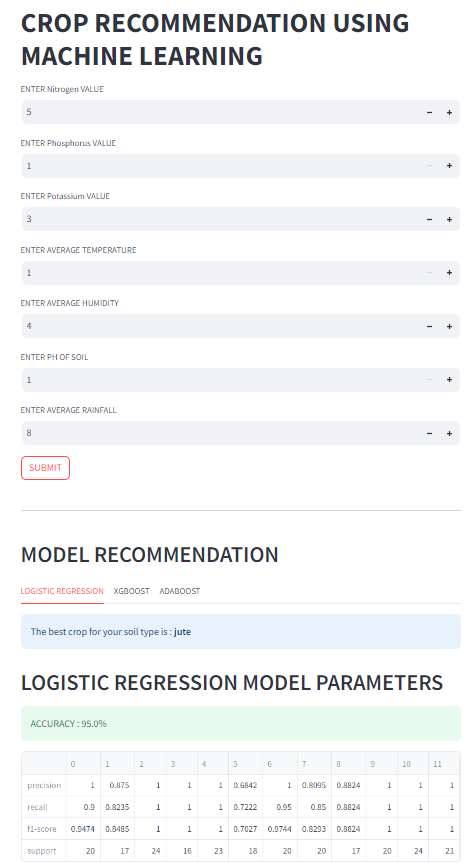 CROP RECOMMENDATION USING
MACHINE LEARNING
ENTER Nitrogen VALUE
5 − +
ENTER Phosphorus VALUE
1 − +
ENTER Potassium VALUE
3 − +
ENTER AVERAGE TEMPERATURE
1 − +
ENTER AVERAGE HUMIDITY
4 − +
ENTER PH OF SOIL
1 − +
ENTER AVERAGE RAINFALL
8 − +
SUBMIT
MODEL RECOMMENDATION
LOGISTIC REGRESSION XGBOOST ADABOOST
The best crop for your soil type is : jute
LOGISTIC REGRESSION MODEL PARAMETERS
ACCURACY : 95.0%
0 1 2 3 4 5 6 7 8 9 10 11
precision 1 0.875 1 1 1 0.6842 1 0.8095 0.8824 1 1 1
recall 0.9 0.8235 1 1 1 0.7222 0.95 0.85 0.8824 1 1 1
f1-score 0.9474 0.8485 1 1 1 0.7027 0.9744 0.8293 0.8824 1 1 1
support 20 17 24 16 23 18 20 20 17 20 24 21